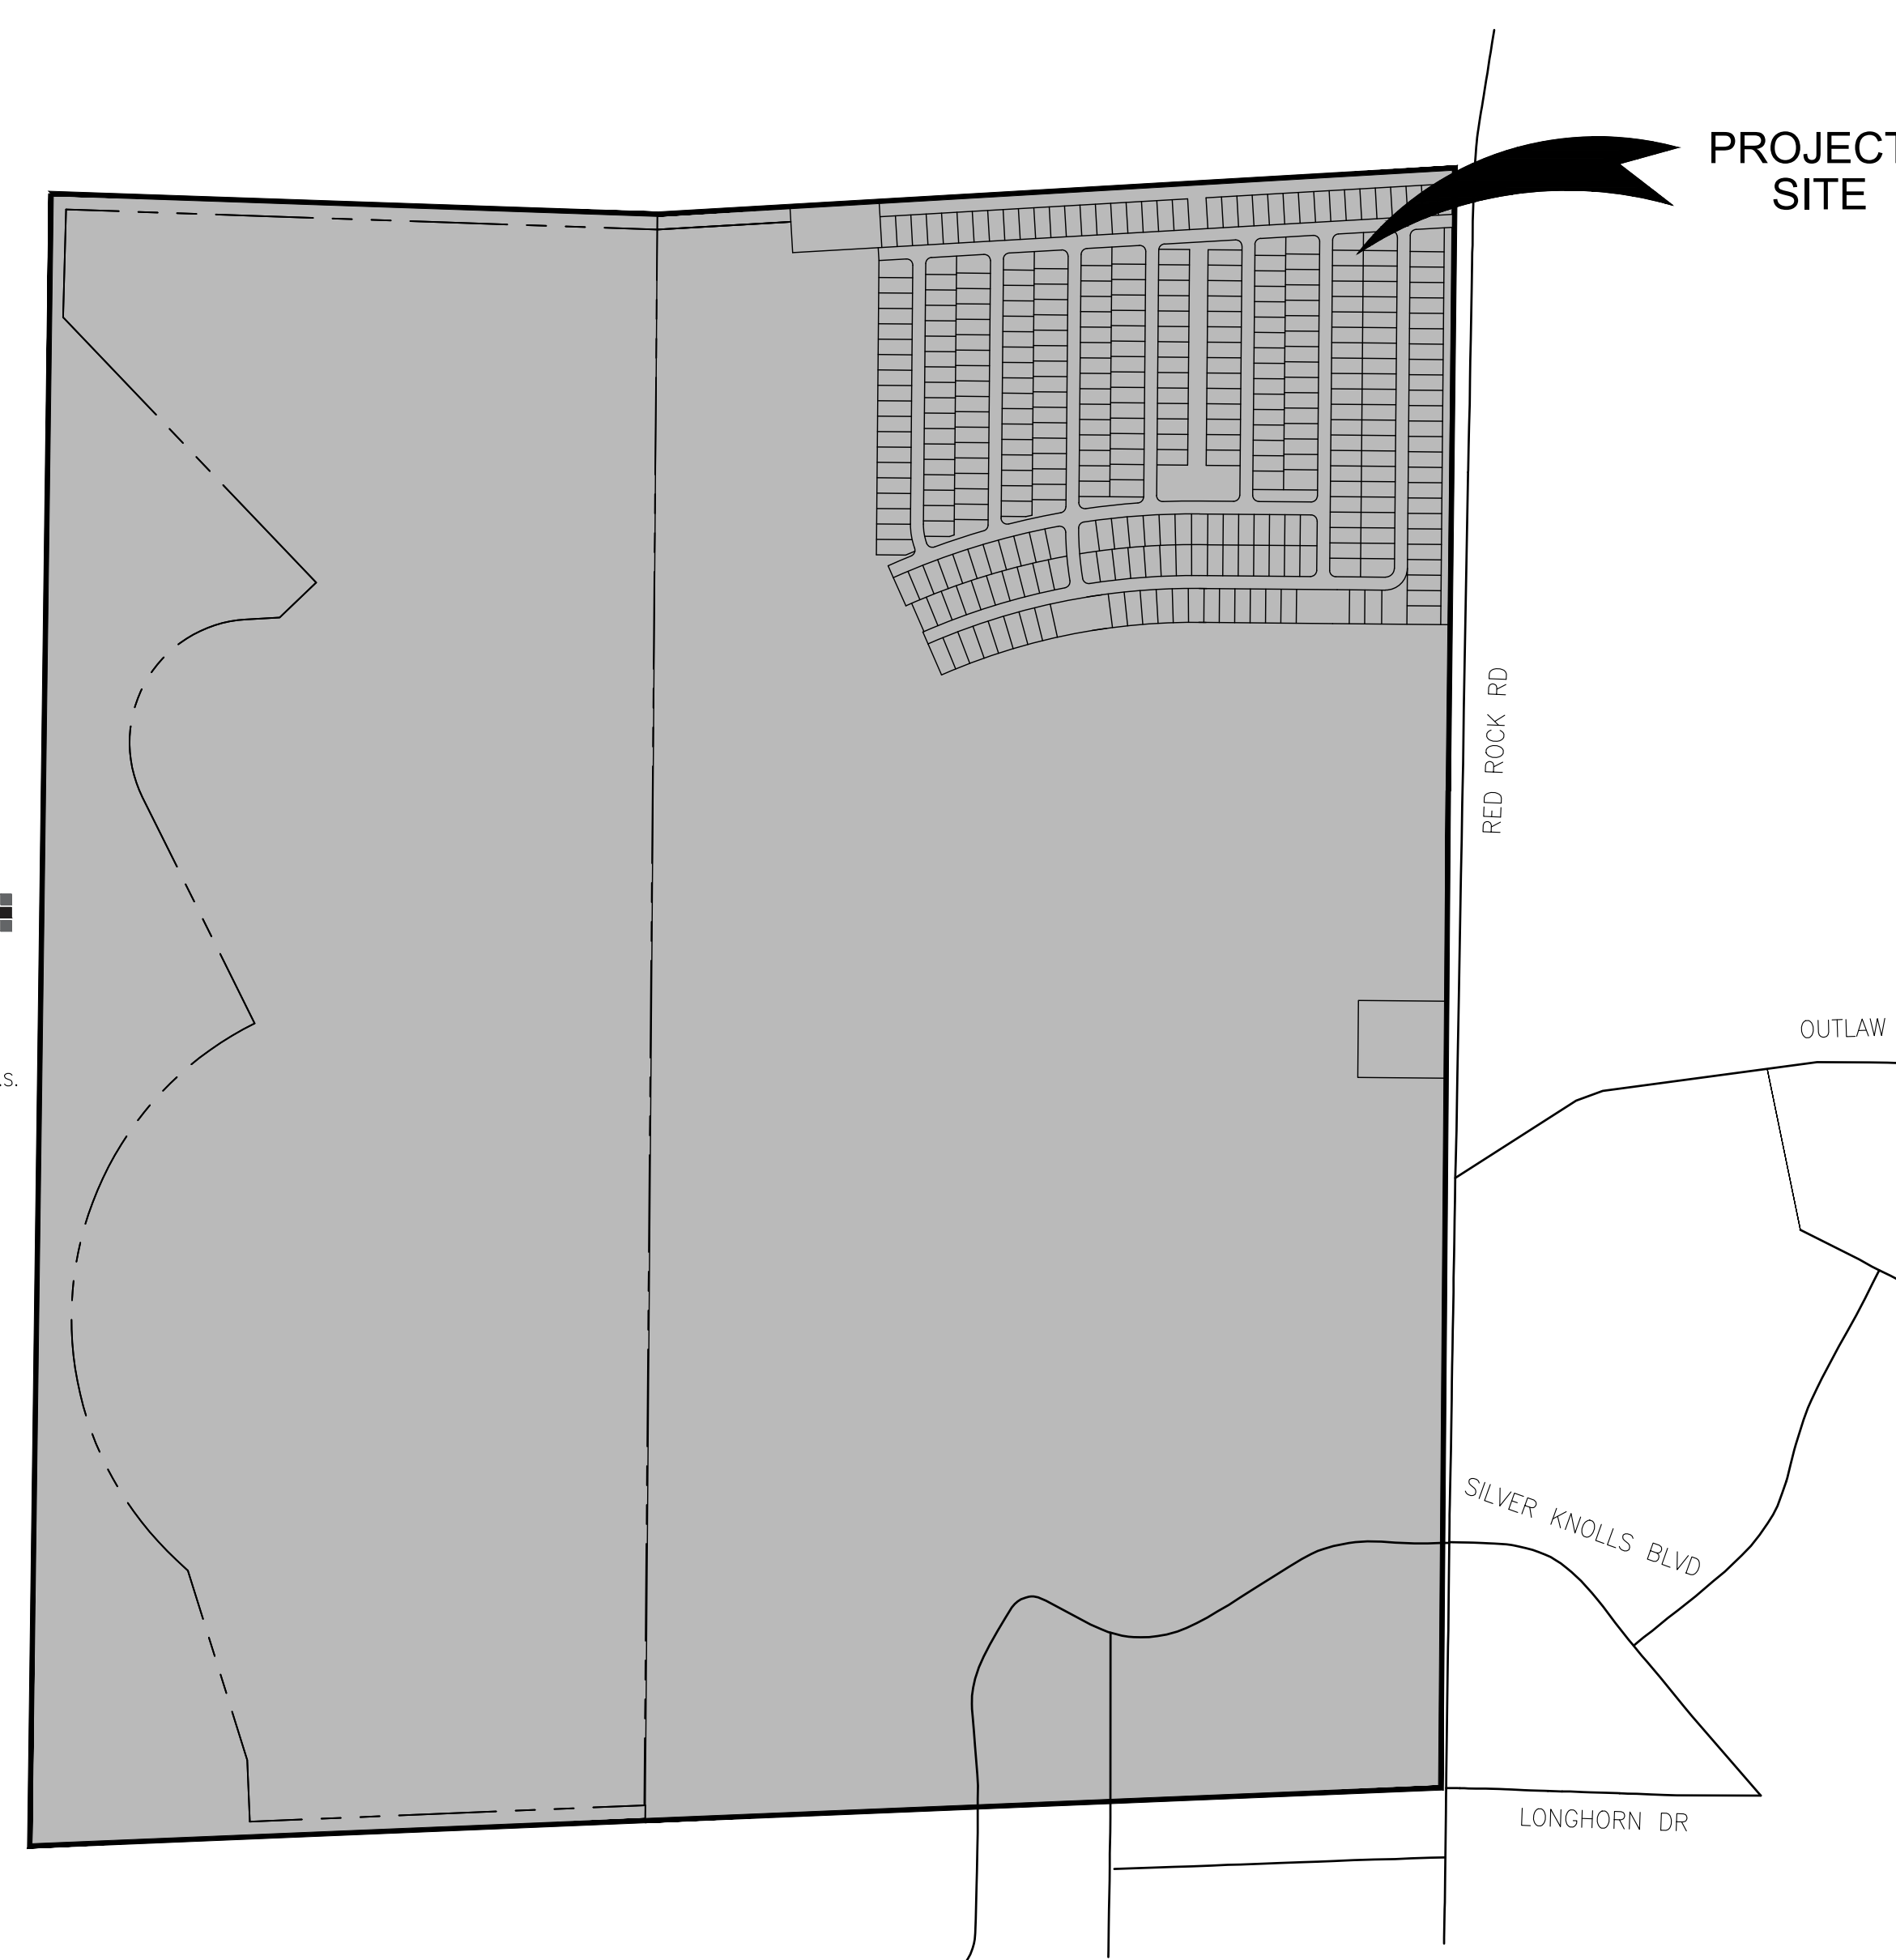 PROJECT
SITE
RED ROCK RD
OUTLAW
.S.
SILVER KNOLLS BLVD
LONGHORN DR